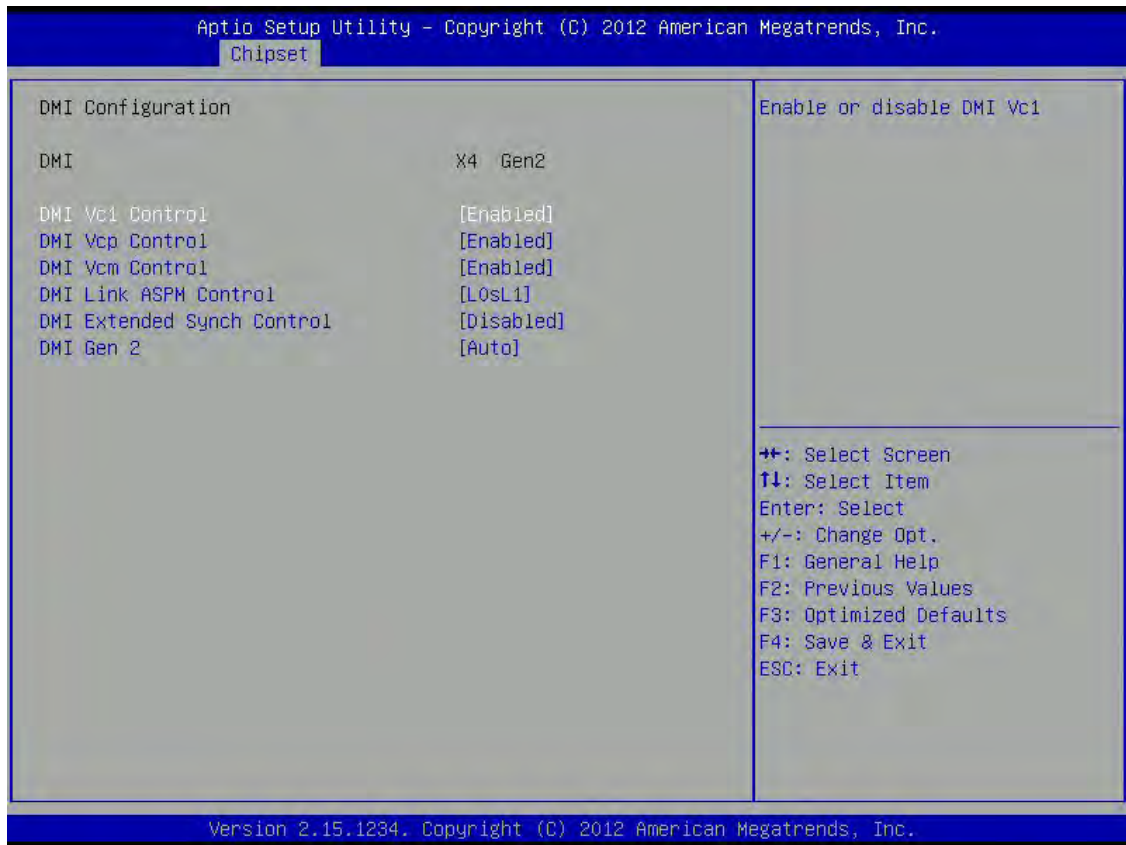 Aptio Setup Utility – Copyright (C) 2012 American Megatrends, Inc.
Chipset
DMI Configuration
DMI X4 Gen2
DMI Vc1 Control [Enabled]
DMI Vcp Control [Enabled]
DMI Vcm Control [Enabled]
DMI Link ASPM Control [L0sL1]
DMI Extended Synch Control [Disabled]
DMI Gen 2 [Auto]
Enable or disable DMI Vc1
→←: Select Screen
↑↓: Select Item
Enter: Select
+/-: Change Opt.
F1: General Help
F2: Previous Values
F3: Optimized Defaults
F4: Save & Exit
ESC: Exit
Version 2.15.1234. Copyright (C) 2012 American Megatrends, Inc.